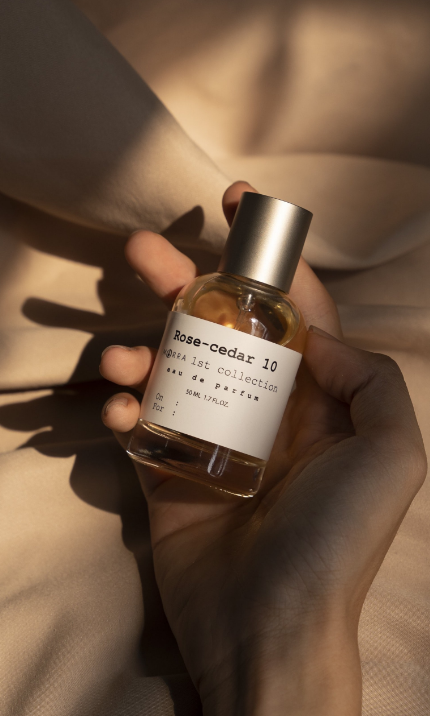 Rose-cedar 10
1st collection
eau de parfum
50 ML 1.7 FL.OZ.
On :
For :